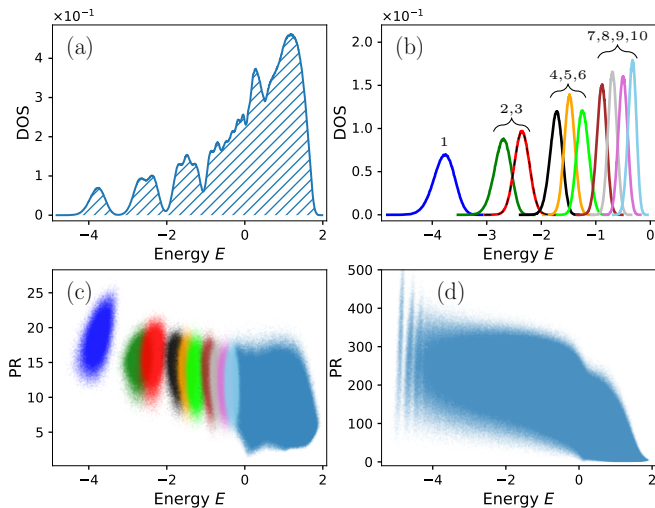 ×10⁻¹
(a)
DOS
4
3
2
1
0
−4 −2 0 2
Energy E
×10⁻¹
(b)
7,8,9,10
4,5,6
2,3
1
DOS
2.0
1.5
1.0
0.5
0.0
−4 −3 −2 −1 0
Energy E
(c)
PR
25
20
15
10
5
−4 −2 0 2
Energy E
(d)
PR
500
400
300
200
100
0
−4 −2 0 2
Energy E